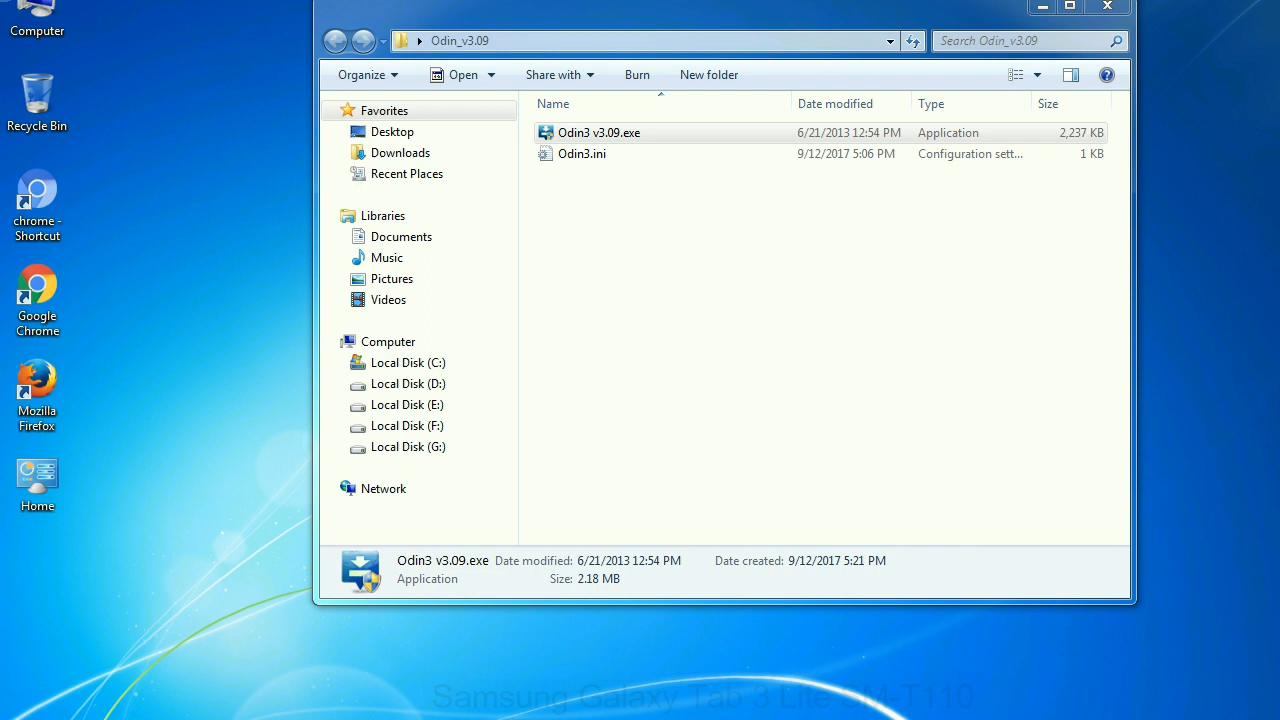 Computer
Recycle Bin
chrome -
Shortcut
Google
Chrome
Mozilla
Firefox
Home
Odin_v3.09
Search Odin_v3.09
Organize
Open
Share with
Burn
New folder
Favorites
Desktop
Downloads
Recent Places
Libraries
Documents
Music
Pictures
Videos
Computer
Local Disk (C:)
Local Disk (D:)
Local Disk (E:)
Local Disk (F:)
Local Disk (G:)
Network
Name Date modified Type Size
Odin3 v3.09.exe 6/21/2013 12:54 PM Application 2,237 KB
Odin3.ini 9/12/2017 5:06 PM Configuration sett... 1 KB
Odin3 v3.09.exe Date modified: 6/21/2013 12:54 PM Date created: 9/12/2017 5:21 PM
Application Size: 2.18 MB
Samsung Galaxy Tab 3 Lite SM-T110